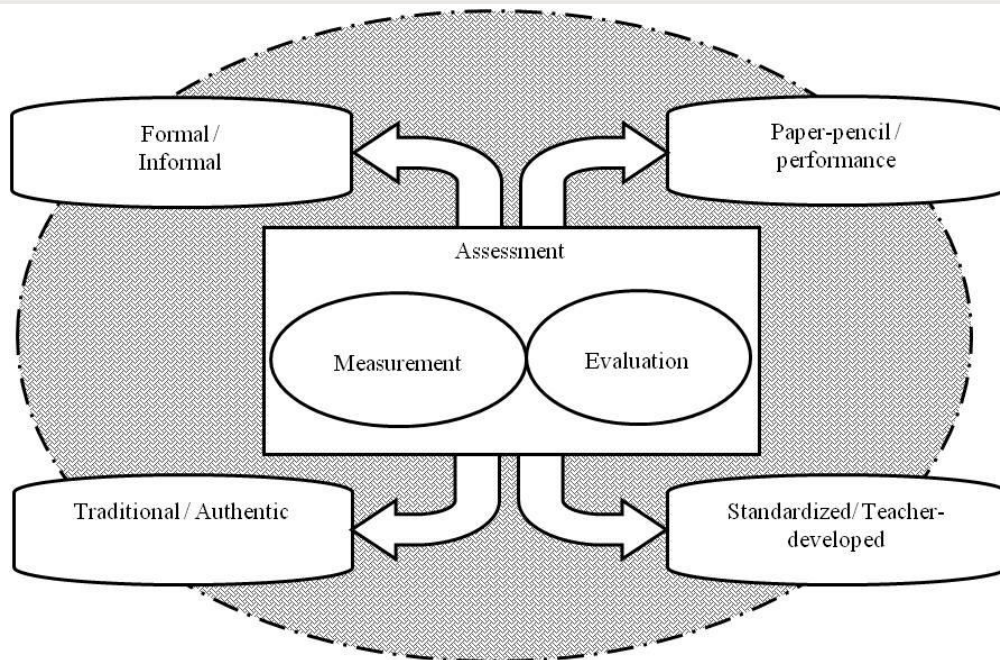 Formal /
Informal
Paper-pencil /
performance
Assessment
Measurement
Evaluation
Traditional / Authentic
Standardized/ Teacher-
developed